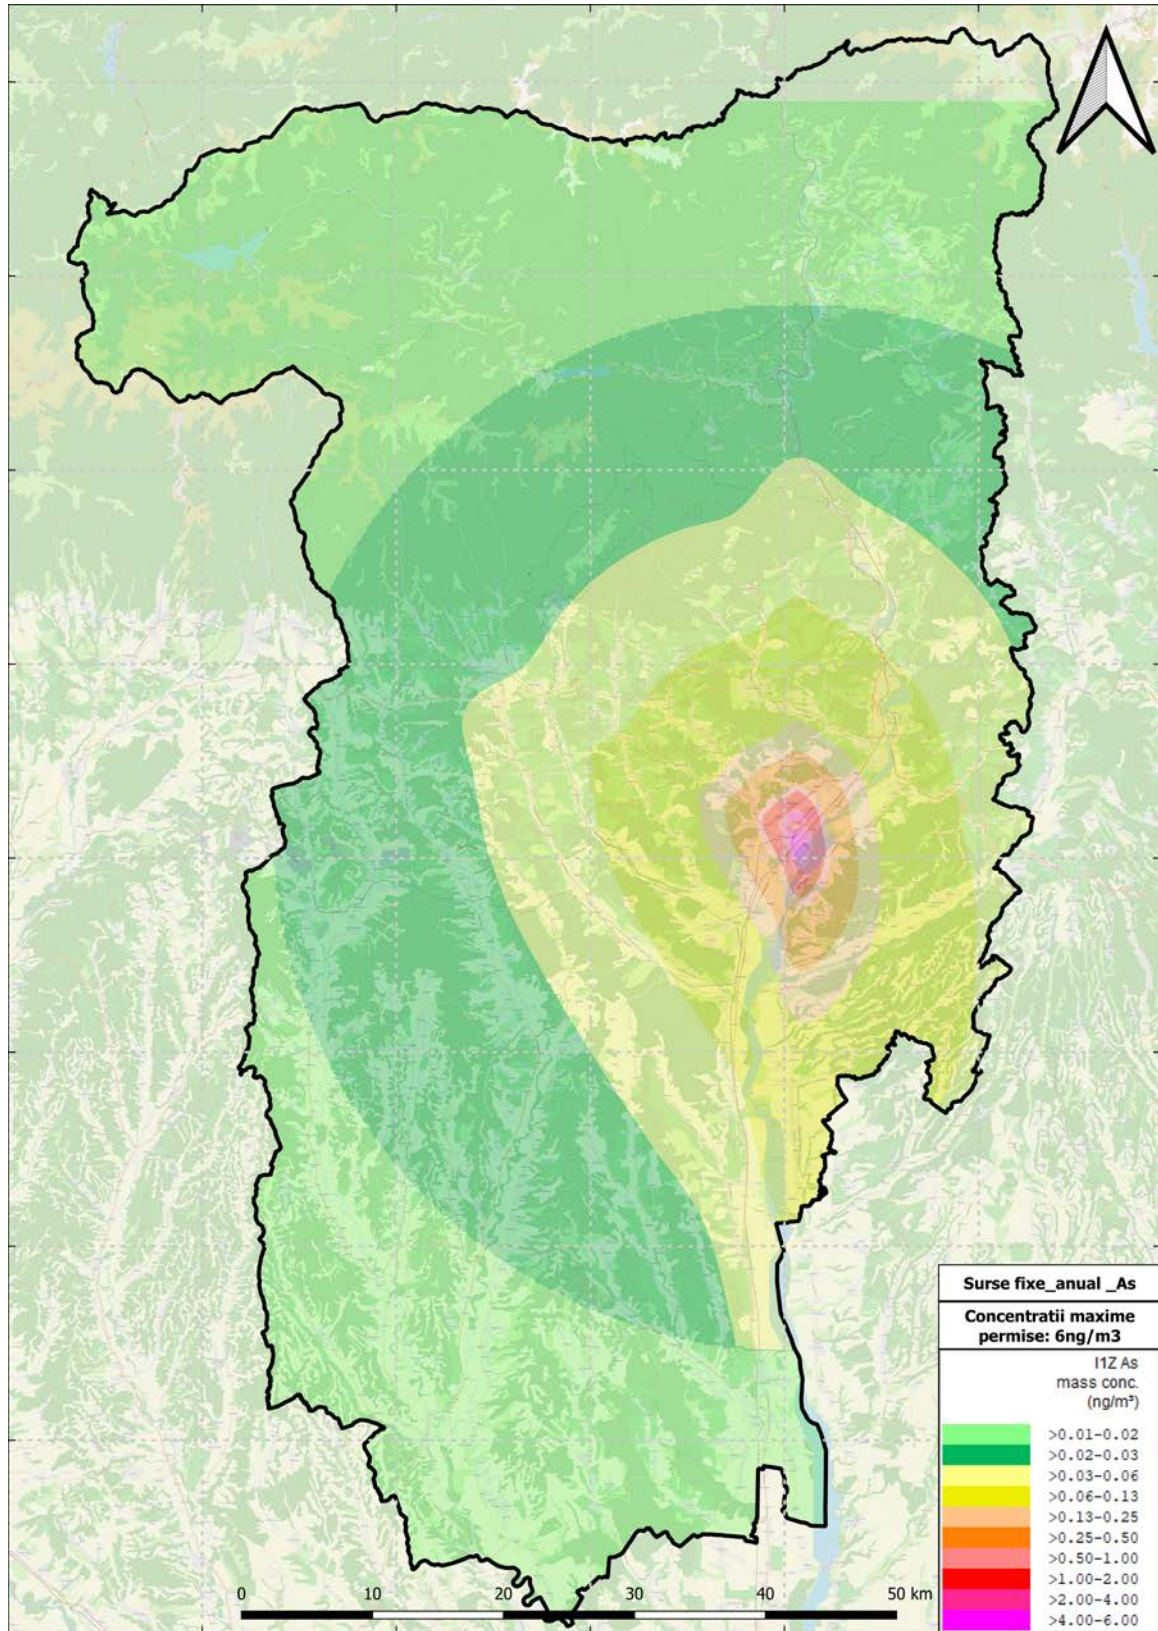 Surse fixe_anual _As
Concentratii maxime
permise: 6ng/m3
I1Z As
mass conc.
(ng/m³)
>0.01-0.02
>0.02-0.03
>0.03-0.06
>0.06-0.13
>0.13-0.25
>0.25-0.50
>0.50-1.00
>1.00-2.00
>2.00-4.00
>4.00-6.00
0 10 20 30 40 50 km